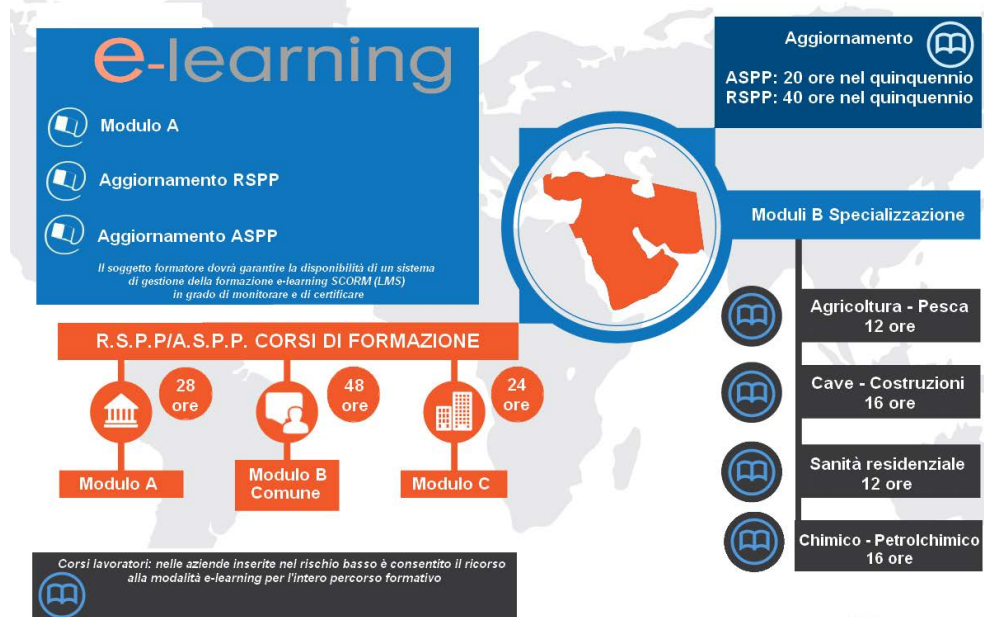 e-learning
Modulo A
Aggiornamento RSPP
Aggiornamento ASPP
Il soggetto formatore dovrà garantire la disponibilità di un sistema
di gestione della formazione e-learning SCORM (LMS)
in grado di monitorare e di certificare
Aggiornamento
ASPP: 20 ore nel quinquennio
RSPP: 40 ore nel quinquennio
Moduli B Specializzazione
Agricoltura - Pesca
12 ore
Cave - Costruzioni
16 ore
Sanità residenziale
12 ore
Chimico - Petrolchimico
16 ore
R.S.P.P/A.S.P.P. CORSI DI FORMAZIONE
28
ore
48
ore
24
ore
Modulo A
Modulo B
Comune
Modulo C
Corsi lavoratori: nelle aziende inserite nel rischio basso è consentito il ricorso
alla modalità e-learning per l'intero percorso formativo